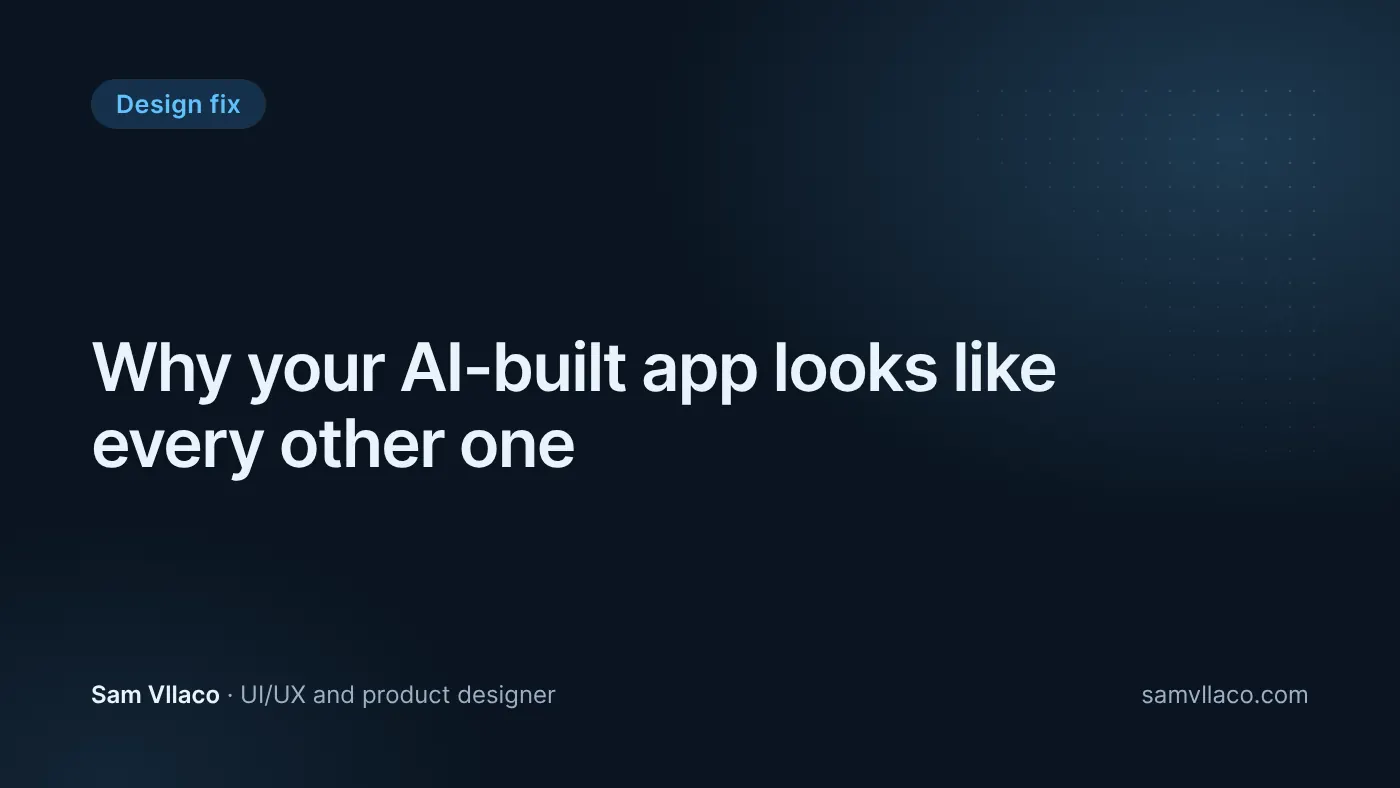 Design fix
Why your AI-built app looks like
every other one
Sam Vllaco · UI/UX and product designer
samvllaco.com